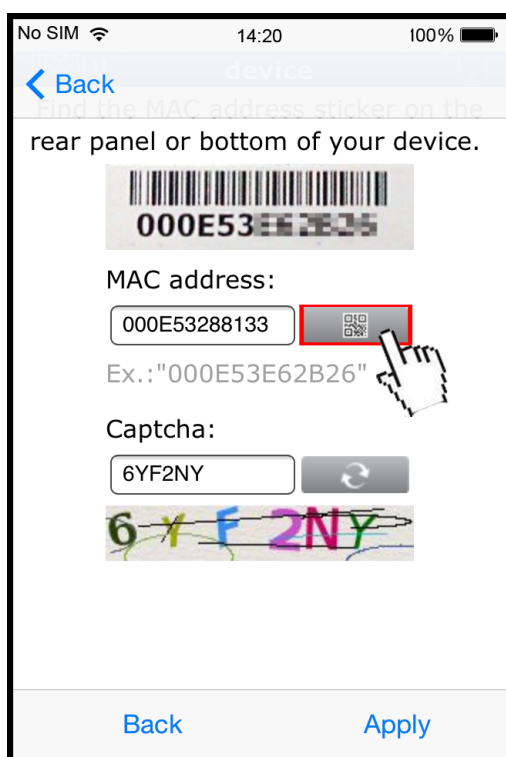 No SIM 14:20 100%
device
Back
Find the MAC address sticker on the
rear panel or bottom of your device.
000E53
MAC address:
000E53288133
Ex.:"000E53E62B26"
Captcha:
6YF2NY
6YF2NY
Back Apply